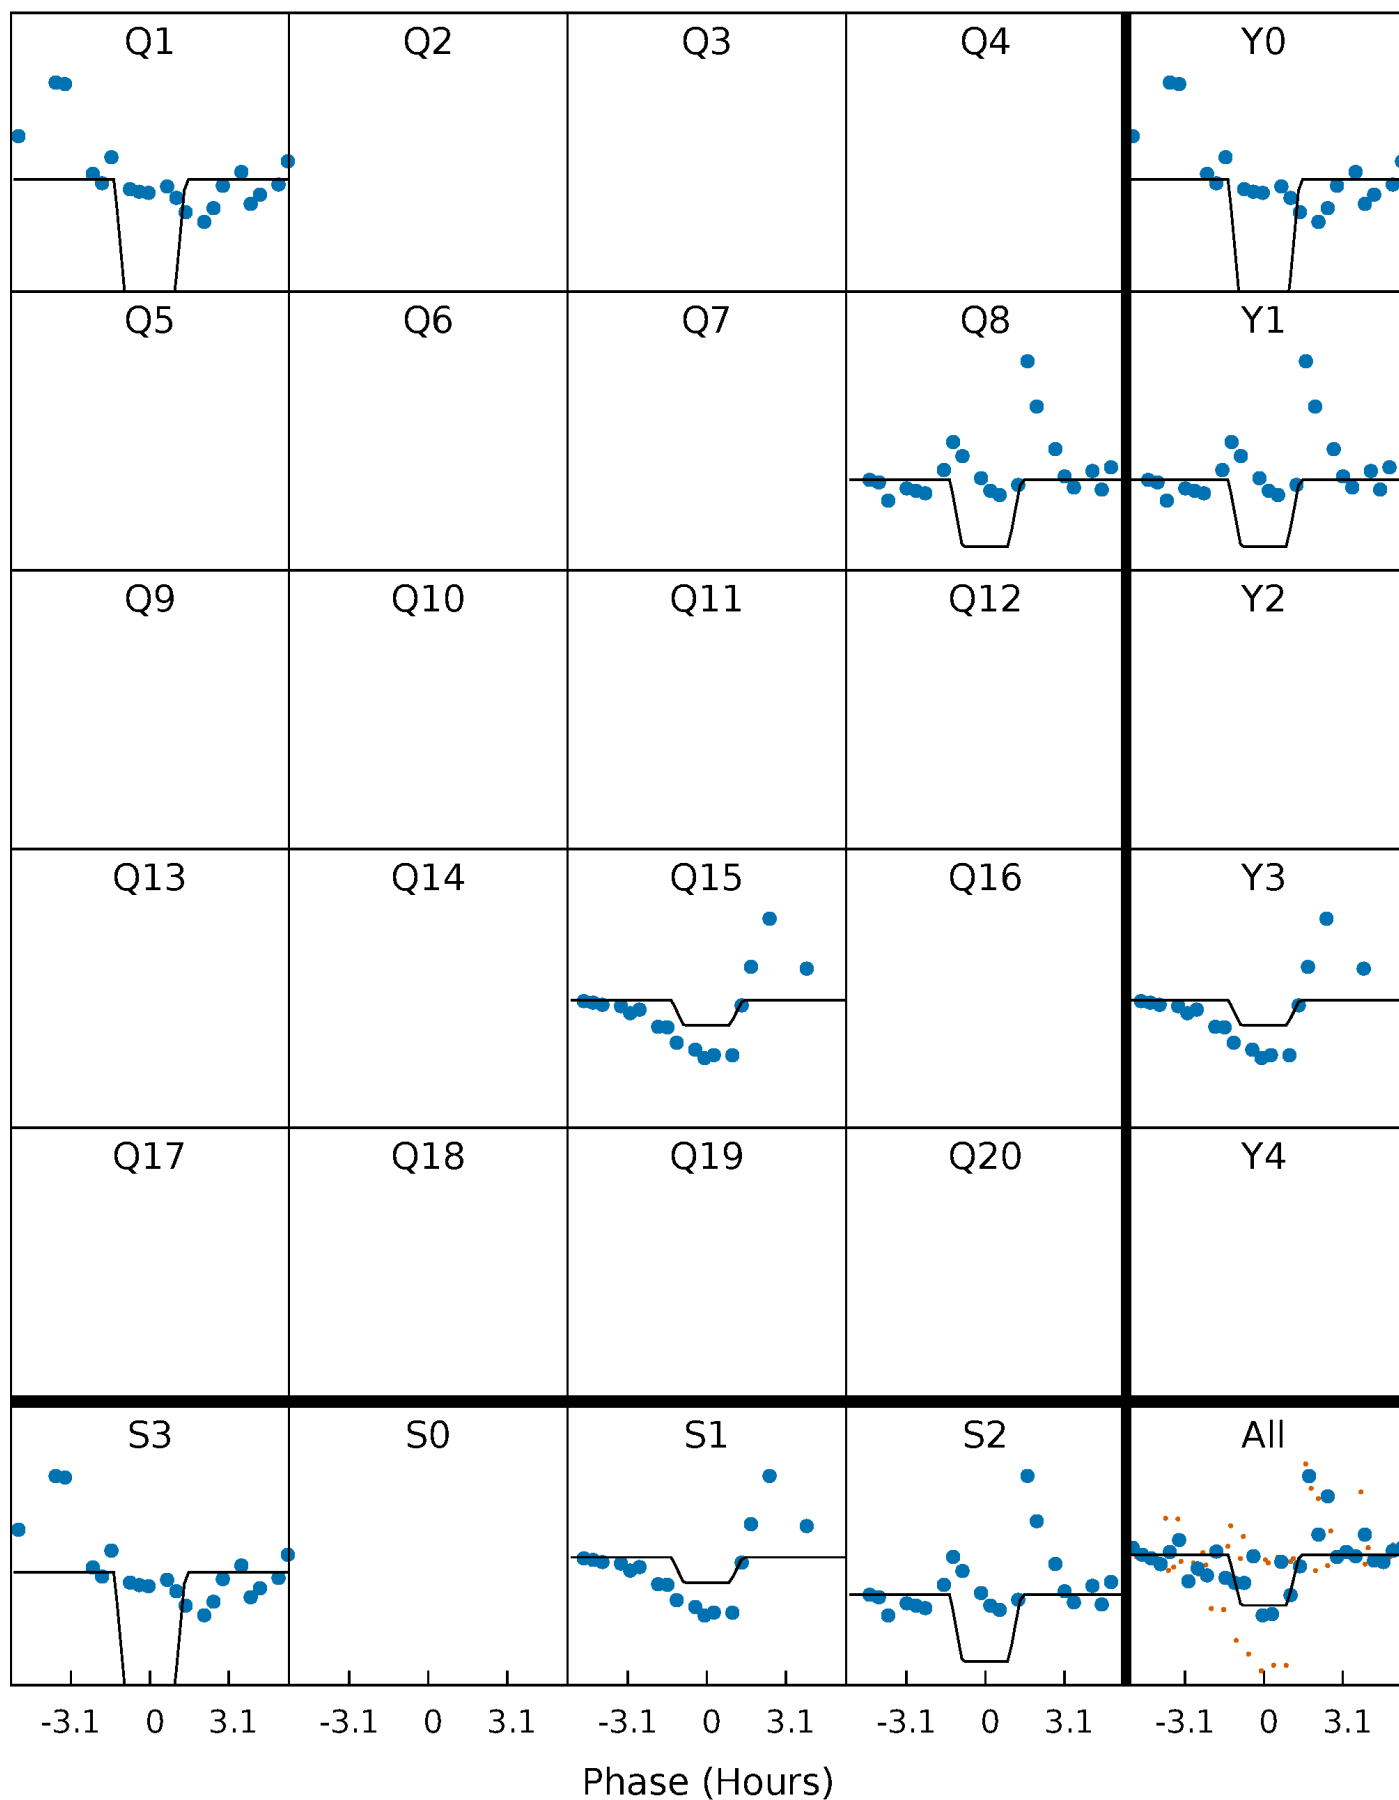 Q1 Q2 Q3 Q4 Y0
Q5 Q6 Q7 Q8 Y1
Q9 Q10 Q11 Q12 Y2
Q13 Q14 Q15 Q16 Y3
Q17 Q18 Q19 Q20 Y4
S3 S0 S1 S2 All
-3.1 0 3.1 -3.1 0 3.1 -3.1 0 3.1 -3.1 0 3.1 -3.1 0 3.1
Phase (Hours)